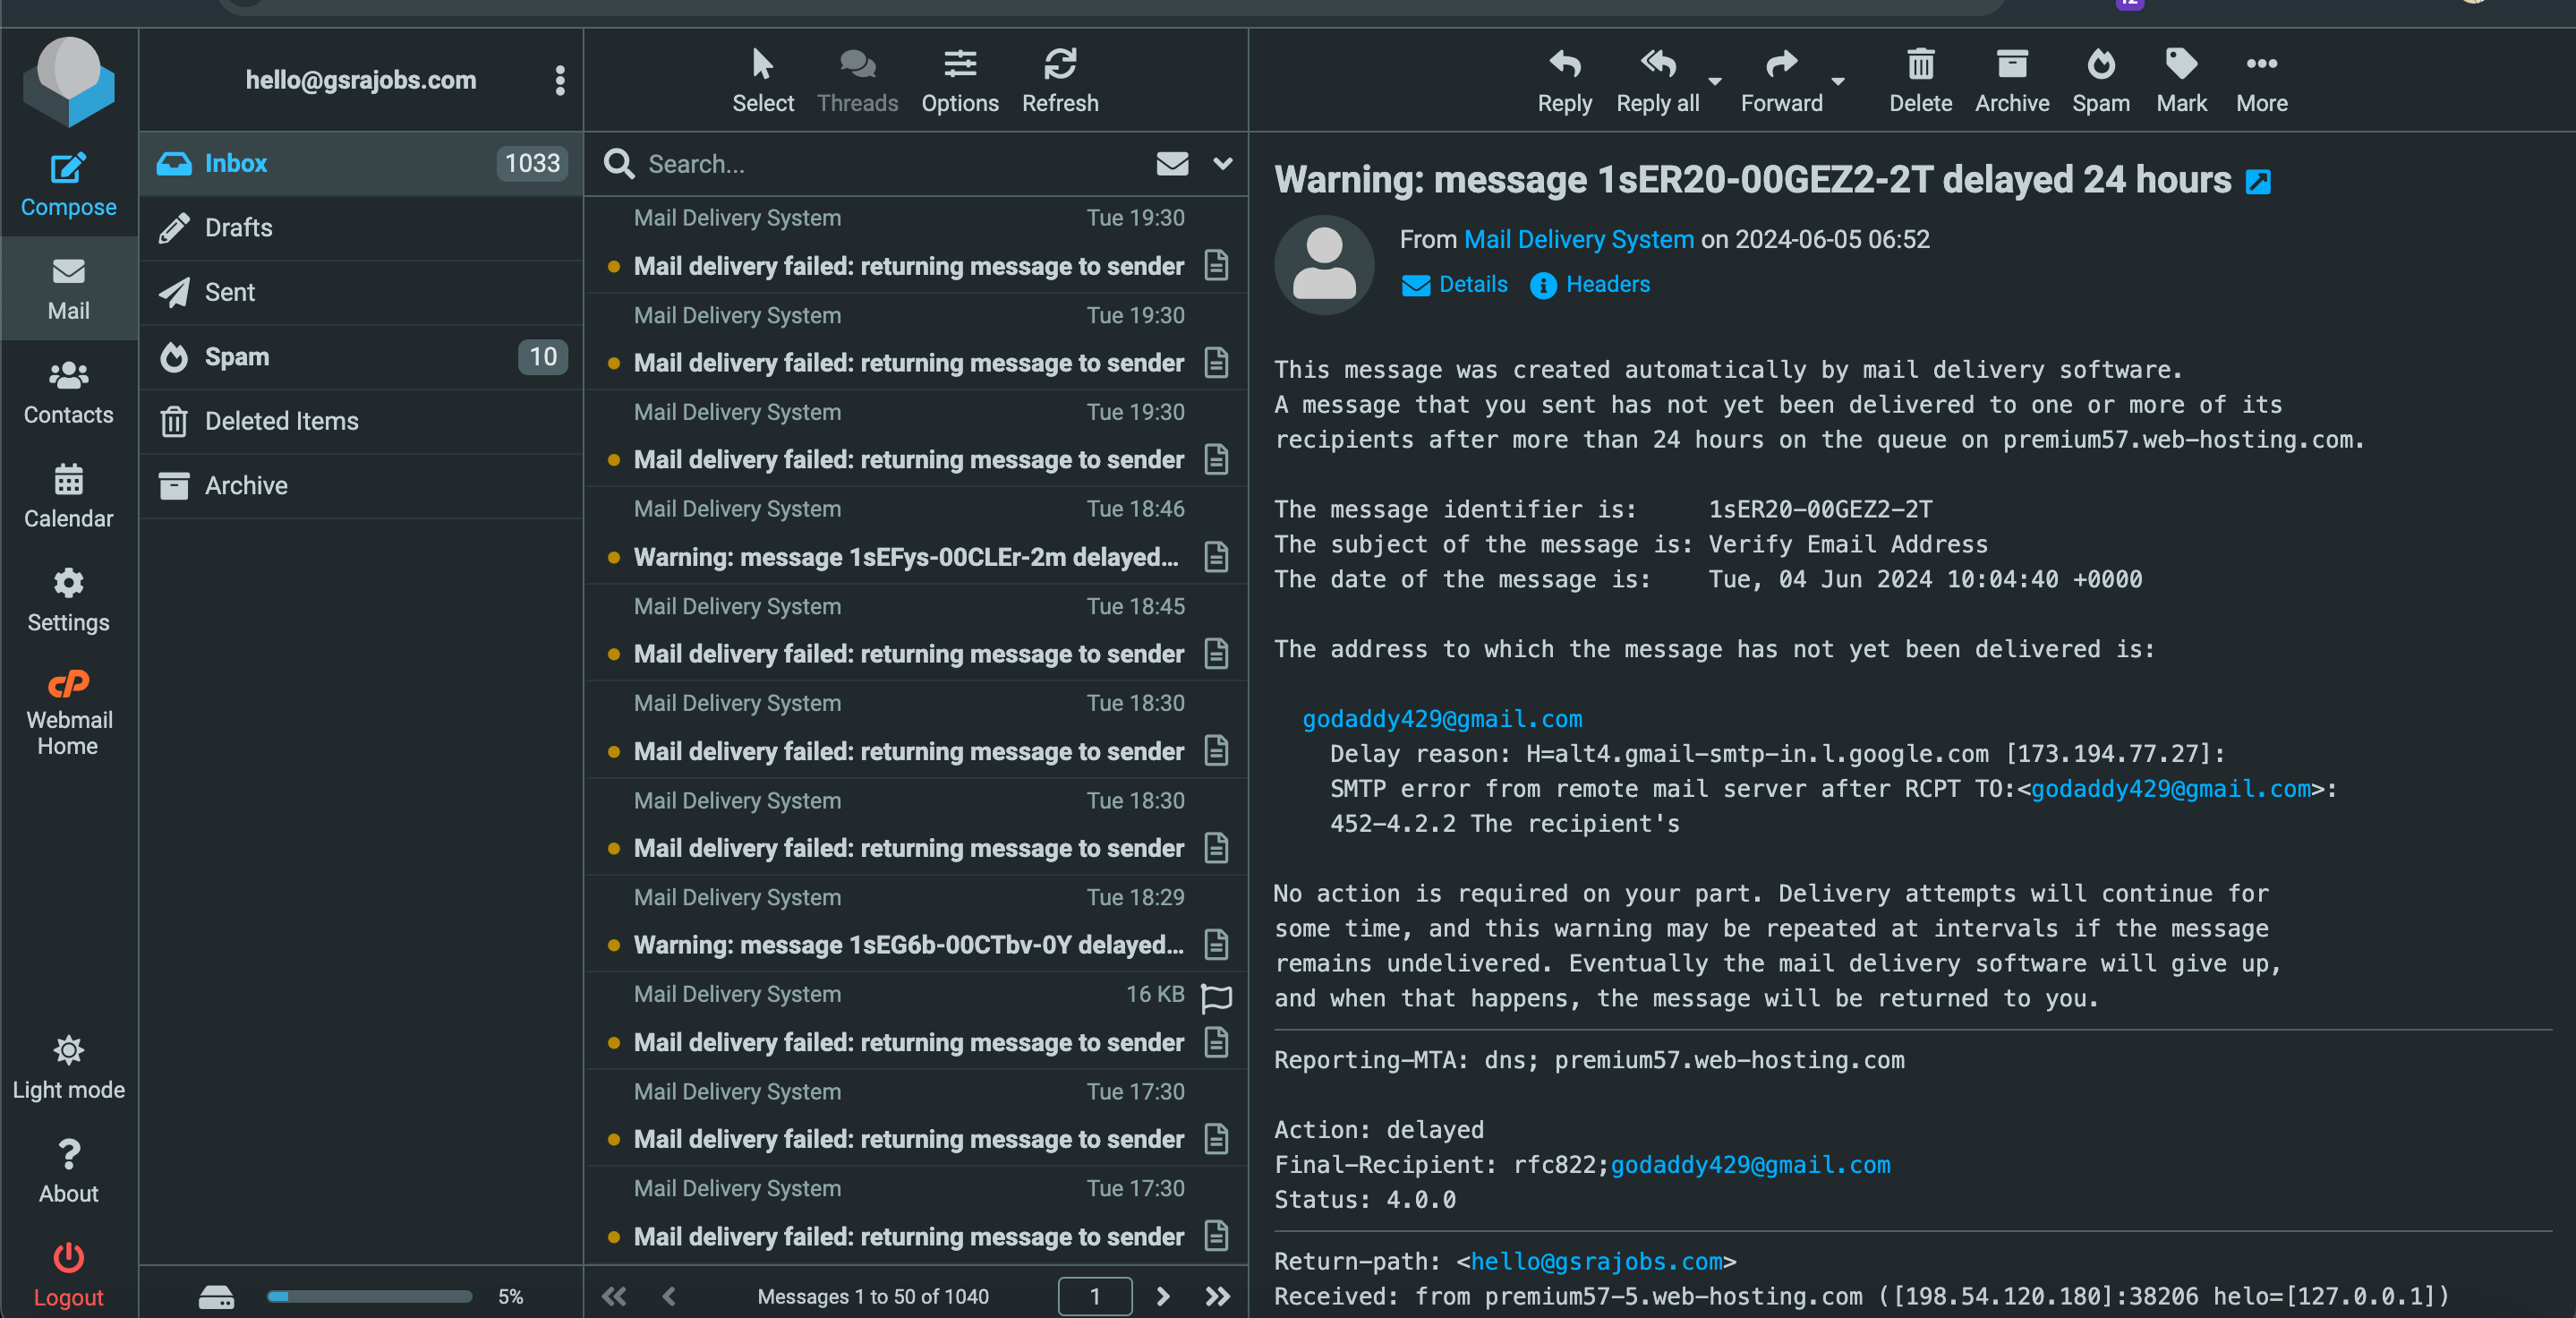 12
hello@gsrajobs.com
Select
Threads
Options
Refresh
Reply
Reply all
Forward
Delete
Archive
Spam
Mark
More
Compose
Mail
Contacts
Calendar
Settings
cP
Webmail
Home
Light mode
About
Logout
Inbox 1033
Drafts
Sent
Spam 10
Deleted Items
Archive
5%
Search...
Mail Delivery System Tue 19:30
Mail delivery failed: returning message to sender
Mail Delivery System Tue 19:30
Mail delivery failed: returning message to sender
Mail Delivery System Tue 19:30
Mail delivery failed: returning message to sender
Mail Delivery System Tue 18:46
Warning: message 1sEFys-00CLEr-2m delayed...
Mail Delivery System Tue 18:45
Mail delivery failed: returning message to sender
Mail Delivery System Tue 18:30
Mail delivery failed: returning message to sender
Mail Delivery System Tue 18:30
Mail delivery failed: returning message to sender
Mail Delivery System Tue 18:29
Warning: message 1sEG6b-00CTbv-0Y delayed...
Mail Delivery System 16 KB
Mail delivery failed: returning message to sender
Mail Delivery System Tue 17:30
Mail delivery failed: returning message to sender
Mail Delivery System Tue 17:30
Mail delivery failed: returning message to sender
Messages 1 to 50 of 1040
1
Warning: message 1sER20-00GEZ2-2T delayed 24 hours
From Mail Delivery System on 2024-06-05 06:52
Details Headers
This message was created automatically by mail delivery software.
A message that you sent has not yet been delivered to one or more of its
recipients after more than 24 hours on the queue on premium57.web-hosting.com.
The message identifier is: 1sER20-00GEZ2-2T
The subject of the message is: Verify Email Address
The date of the message is: Tue, 04 Jun 2024 10:04:40 +0000
The address to which the message has not yet been delivered is:
godaddy429@gmail.com
Delay reason: H=alt4.gmail-smtp-in.l.google.com [173.194.77.27]:
SMTP error from remote mail server after RCPT TO:<godaddy429@gmail.com>:
452-4.2.2 The recipient's
No action is required on your part. Delivery attempts will continue for
some time, and this warning may be repeated at intervals if the message
remains undelivered. Eventually the mail delivery software will give up,
and when that happens, the message will be returned to you.
Reporting-MTA: dns; premium57.web-hosting.com
Action: delayed
Final-Recipient: rfc822;godaddy429@gmail.com
Status: 4.0.0
Return-path: <hello@gsrajobs.com>
Received: from premium57-5.web-hosting.com ([198.54.120.180]:38206 helo=[127.0.0.1])